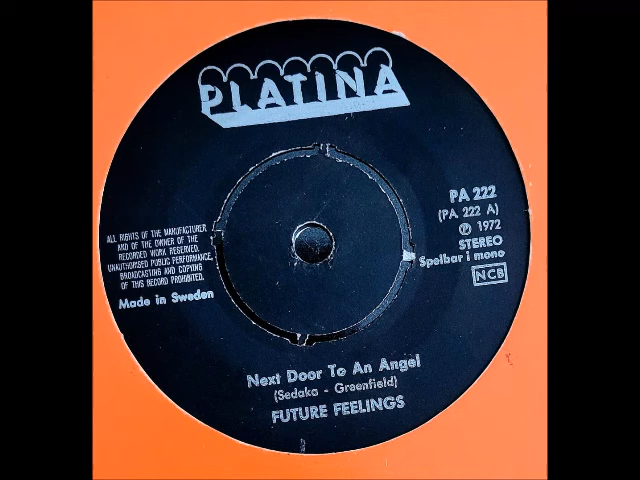 PLATINA
PA 222
(PA 222 A)
℗ 1972
STEREO
Spelbar i mono
NCB
ALL RIGHTS OF THE MANUFACTURER
AND OF THE OWNER OF THE
RECORDED WORK RESERVED.
UNAUTHORISED PUBLIC PERFORMANCE,
BROADCASTING AND COPYING
OF THIS RECORD PROHIBITED.
Made in Sweden
Next Door To An Angel
(Sedaka - Greenfield)
FUTURE FEELINGS